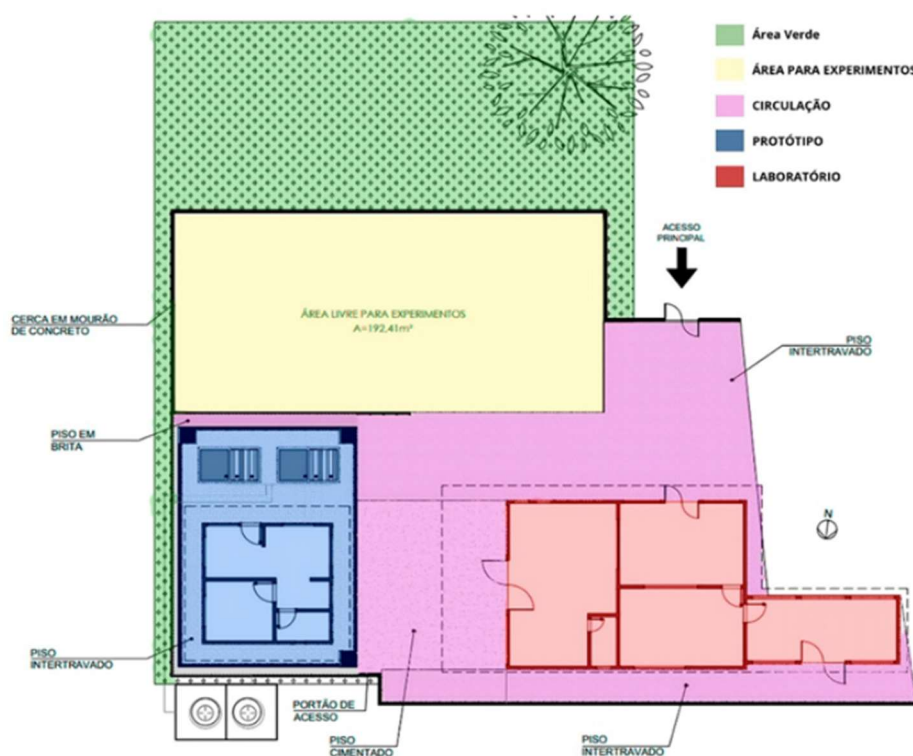 Área Verde
ÁREA PARA EXPERIMENTOS
CIRCULAÇÃO
PROTÓTIPO
LABORATÓRIO
ACESSO
PRINCIPAL
ÁREA LIVRE PARA EXPERIMENTOS
A=192,41m²
CERCA EM MOURÃO
DE CONCRETO
PISO
INTERTRAVADO
PISO EM
BRITA
N
PISO
INTERTRAVADO
PORTÃO DE
ACESSO
PISO
CIMENTADO
PISO
INTERTRAVADO